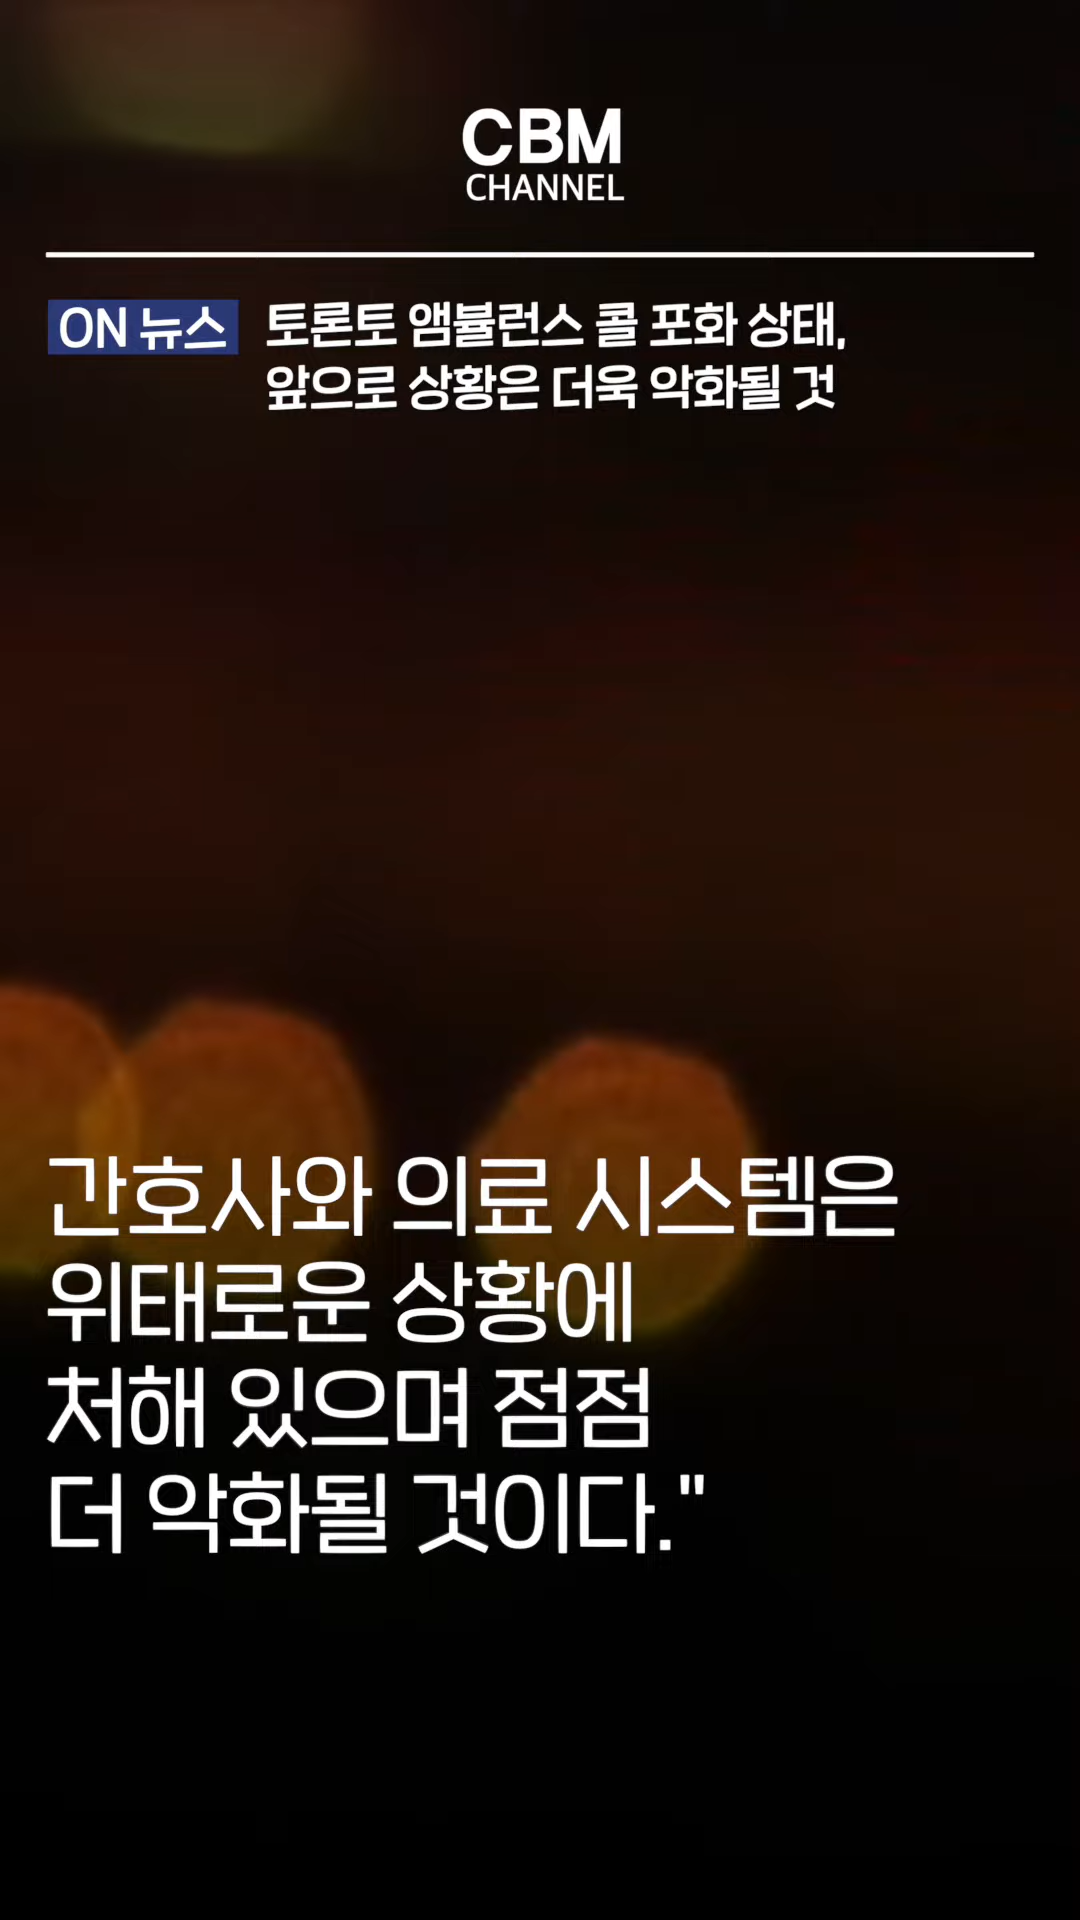 CBM
CHANNEL
ON 뉴스
토론토 앰뷸런스 콜 포화 상태,
앞으로 상황은 더욱 악화될 것
간호사와 의료 시스템은
위태로운 상황에
처해 있으며 점점
더 악화될 것이다."